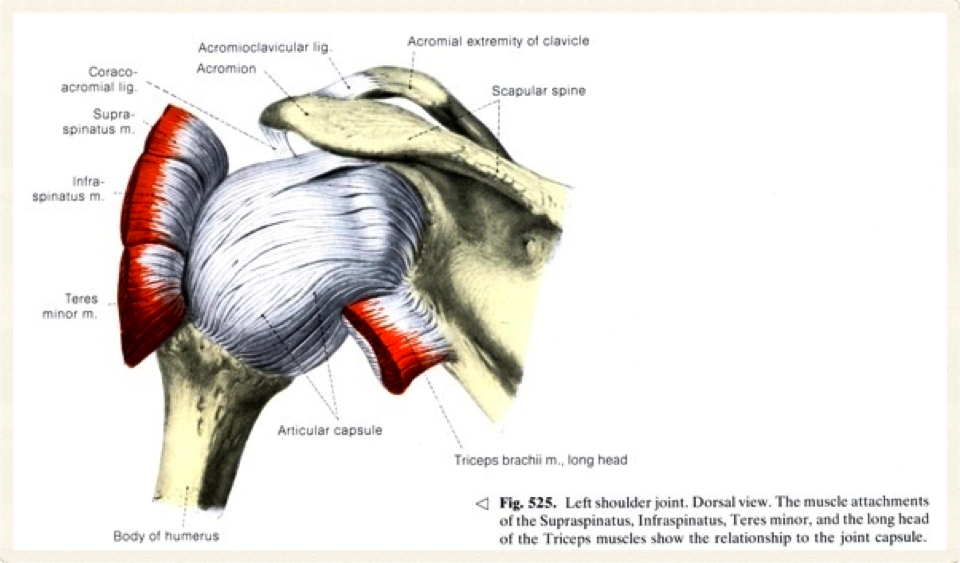 Acromioclavicular lig.
Acromial extremity of clavicle
Acromion
Coraco-
acromial lig.
Scapular spine
Supra-
spinatus m.
Infra-
spinatus m.
Teres
minor m.
Articular capsule
Triceps brachii m., long head
Body of humerus
◁ Fig. 525. Left shoulder joint. Dorsal view. The muscle attachments
of the Supraspinatus, Infraspinatus, Teres minor, and the long head
of the Triceps muscles show the relationship to the joint capsule.